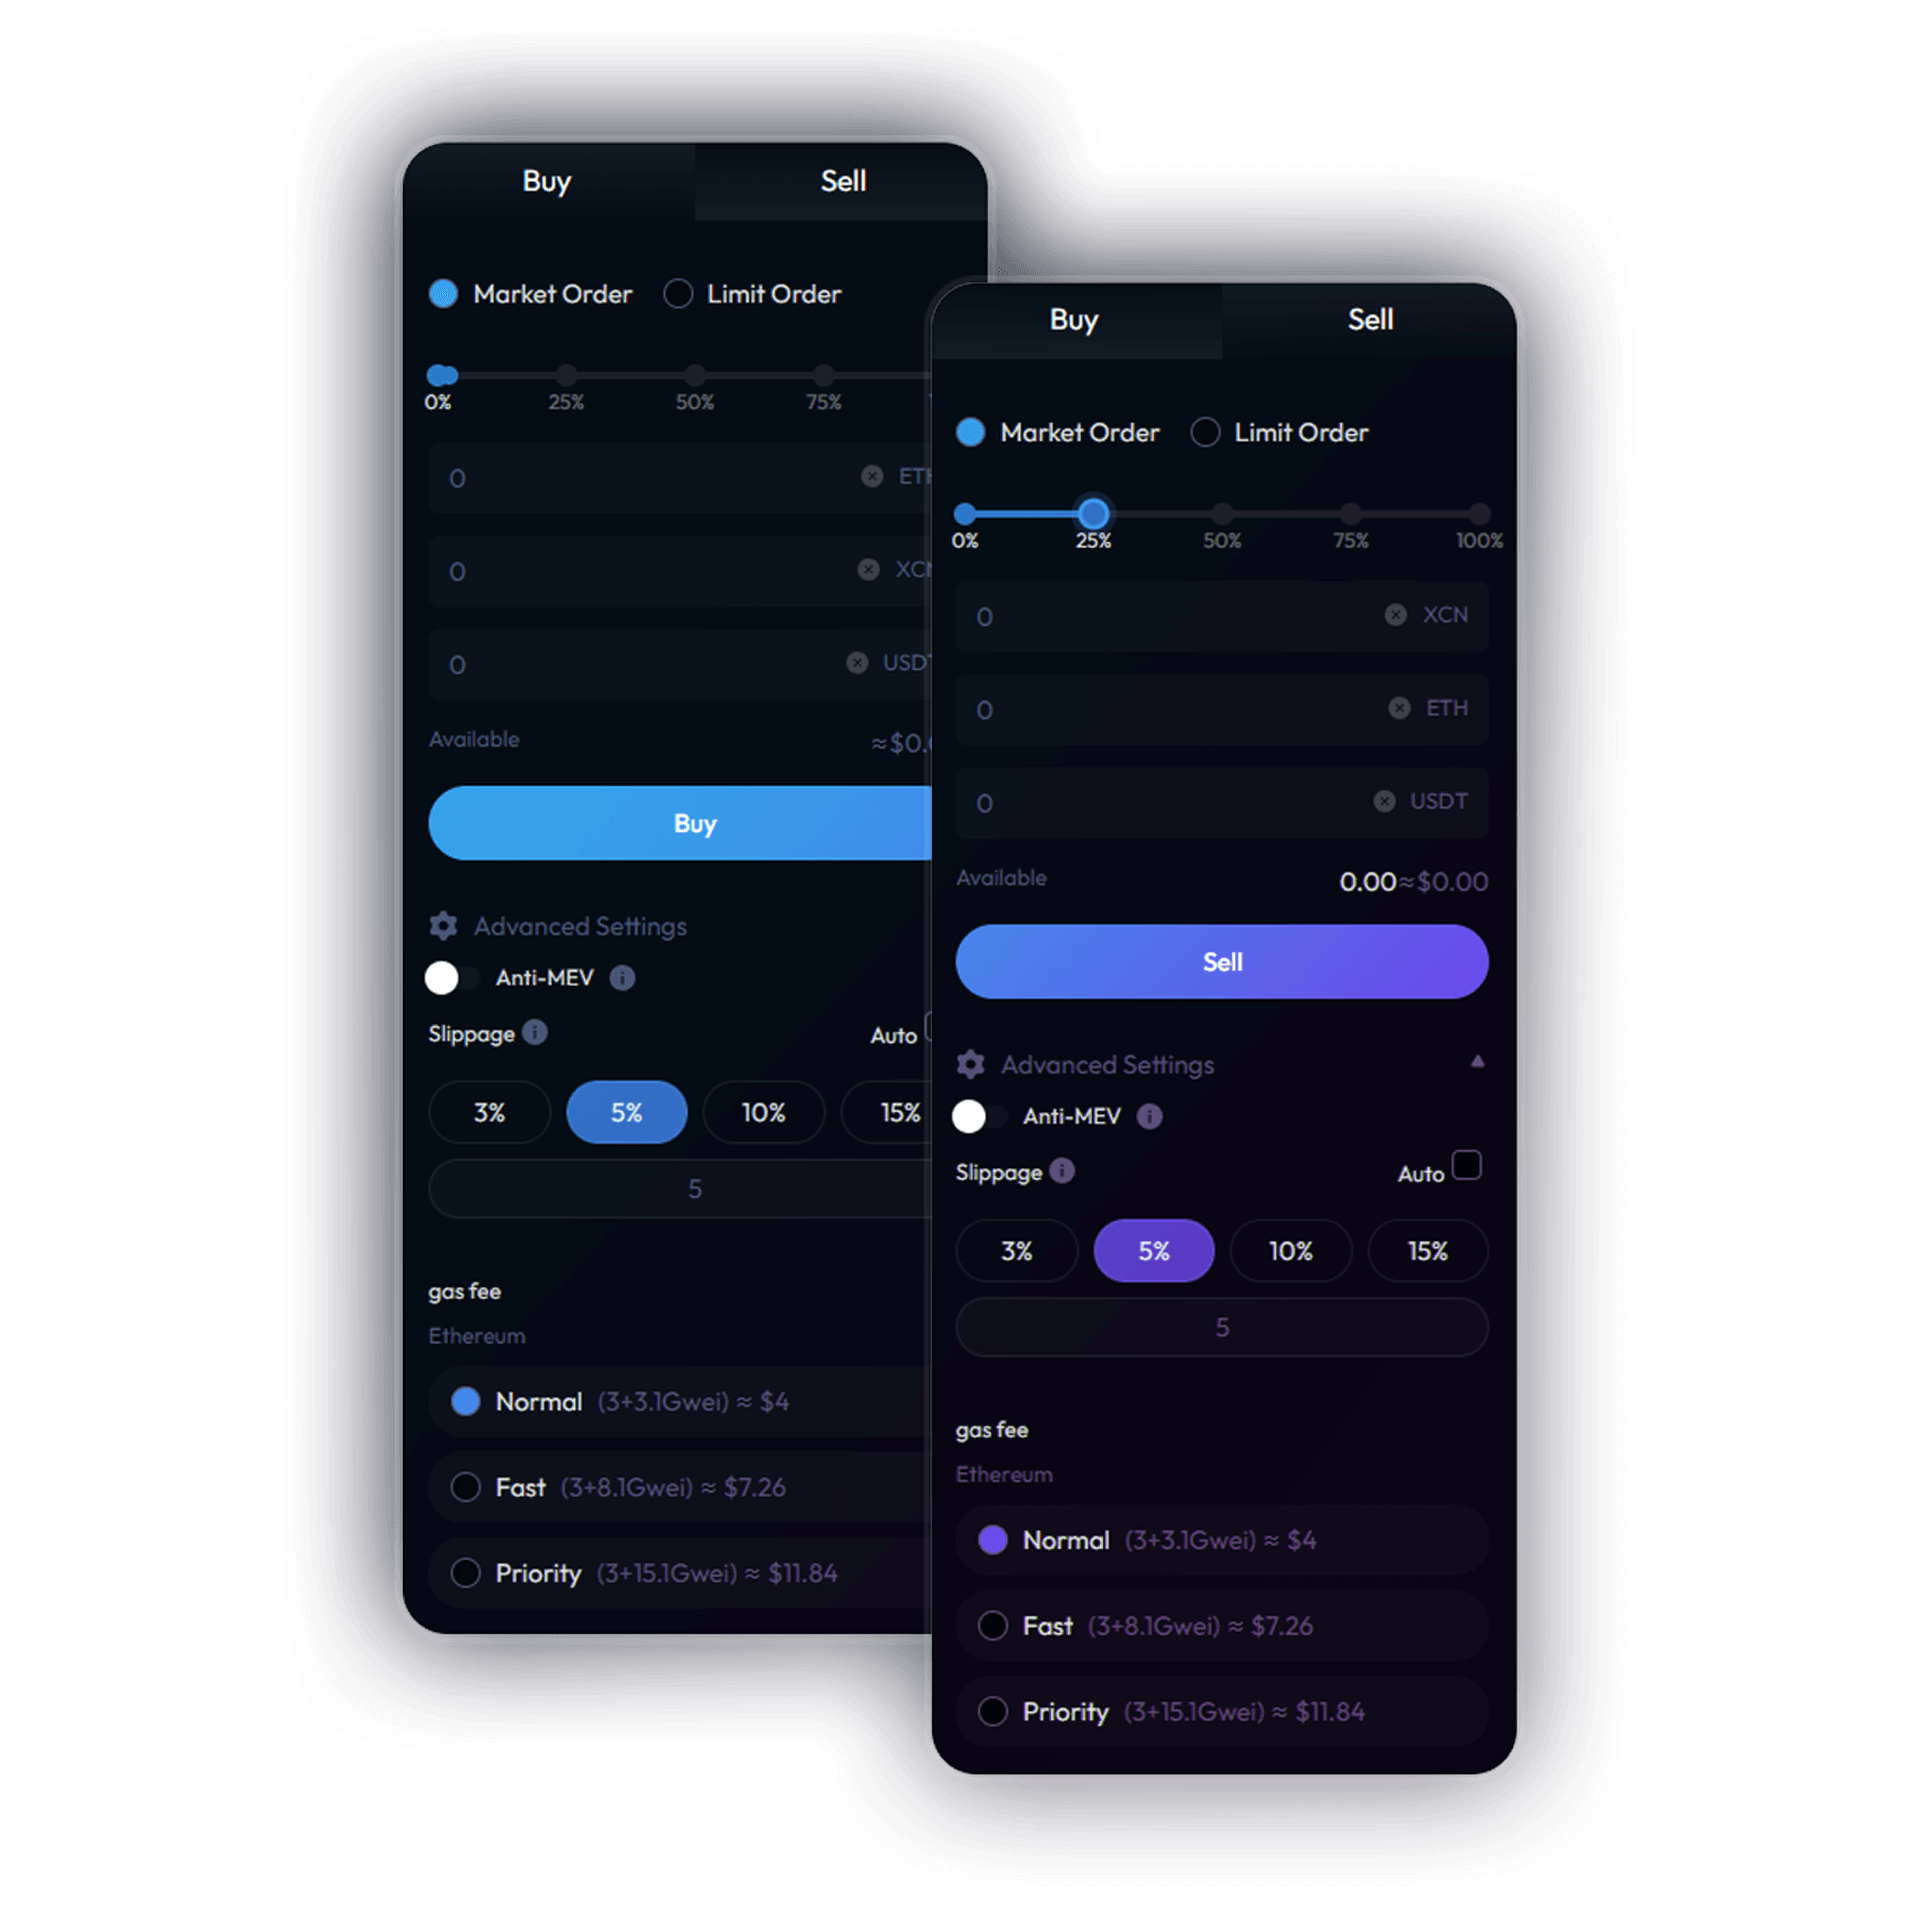 Buy Sell
Market Order Limit Order
0% 25% 50% 75%
0 ETH
0 XCN
0 USDT
Available ≈$0.
Buy
Advanced Settings
Anti-MEV
Slippage Auto
3% 5% 10% 15%
5
gas fee
Ethereum
Normal (3+3.1Gwei) ≈ $4
Fast (3+8.1Gwei) ≈ $7.26
Priority (3+15.1Gwei) ≈ $11.84
Buy Sell
Market Order Limit Order
0% 25% 50% 75% 100%
0 XCN
0 ETH
0 USDT
Available 0.00≈$0.00
Sell
Advanced Settings
Anti-MEV
Slippage Auto
3% 5% 10% 15%
5
gas fee
Ethereum
Normal (3+3.1Gwei) ≈ $4
Fast (3+8.1Gwei) ≈ $7.26
Priority (3+15.1Gwei) ≈ $11.84